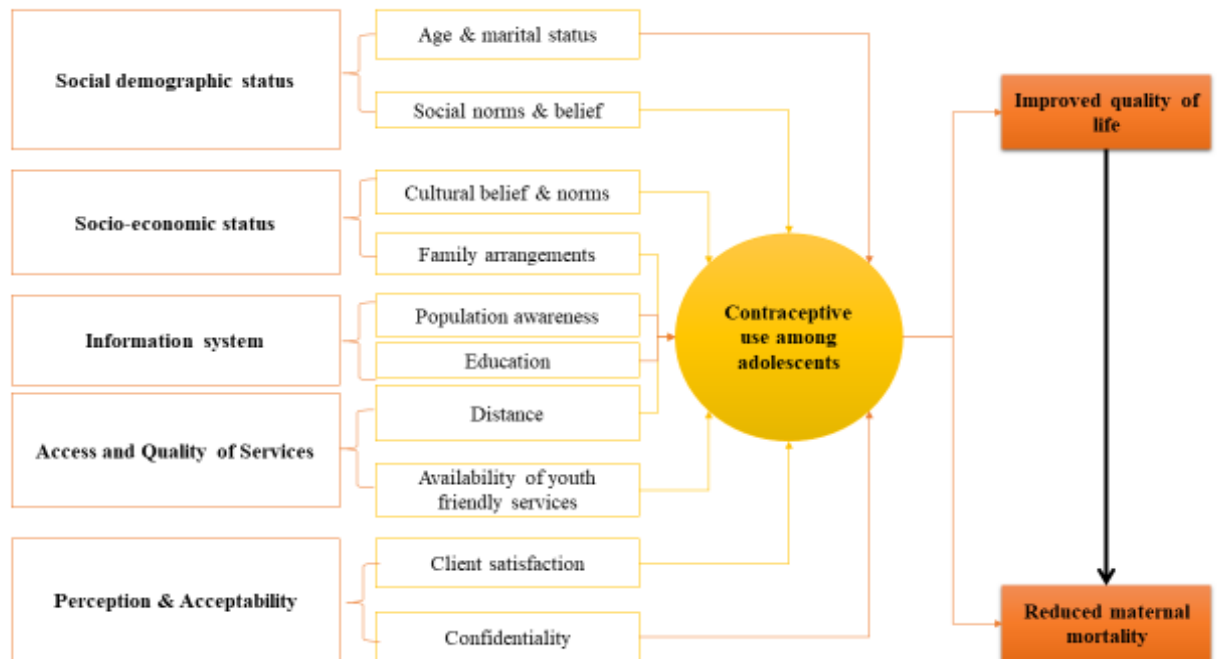 Social demographic status
Age & marital status
Social norms & belief
Socio-economic status
Cultural belief & norms
Family arrangements
Information system
Population awareness
Education
Access and Quality of Services
Distance
Availability of youth
friendly services
Perception & Acceptability
Client satisfaction
Confidentiality
Contraceptive
use among
adolescents
Improved quality of
life
Reduced maternal
mortality